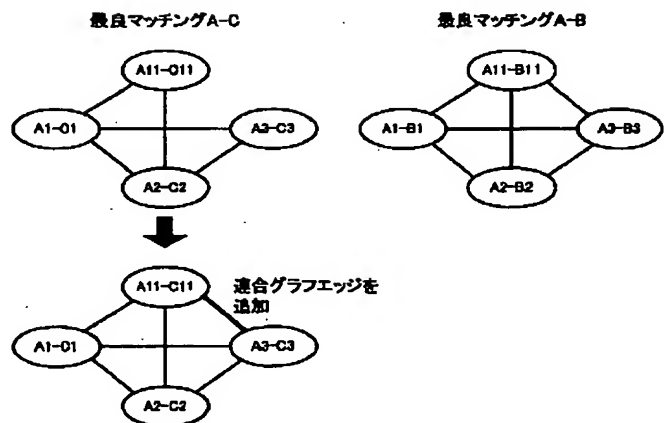 最良マッチングA-C
最良マッチングA-B
A11-C11
A1-C1
A3-C3
A2-C2
A11-B11
A1-B1
A3-B3
A2-B2
A11-C11
連合グラフエッジを
追加
A1-C1
A3-C3
A2-C2